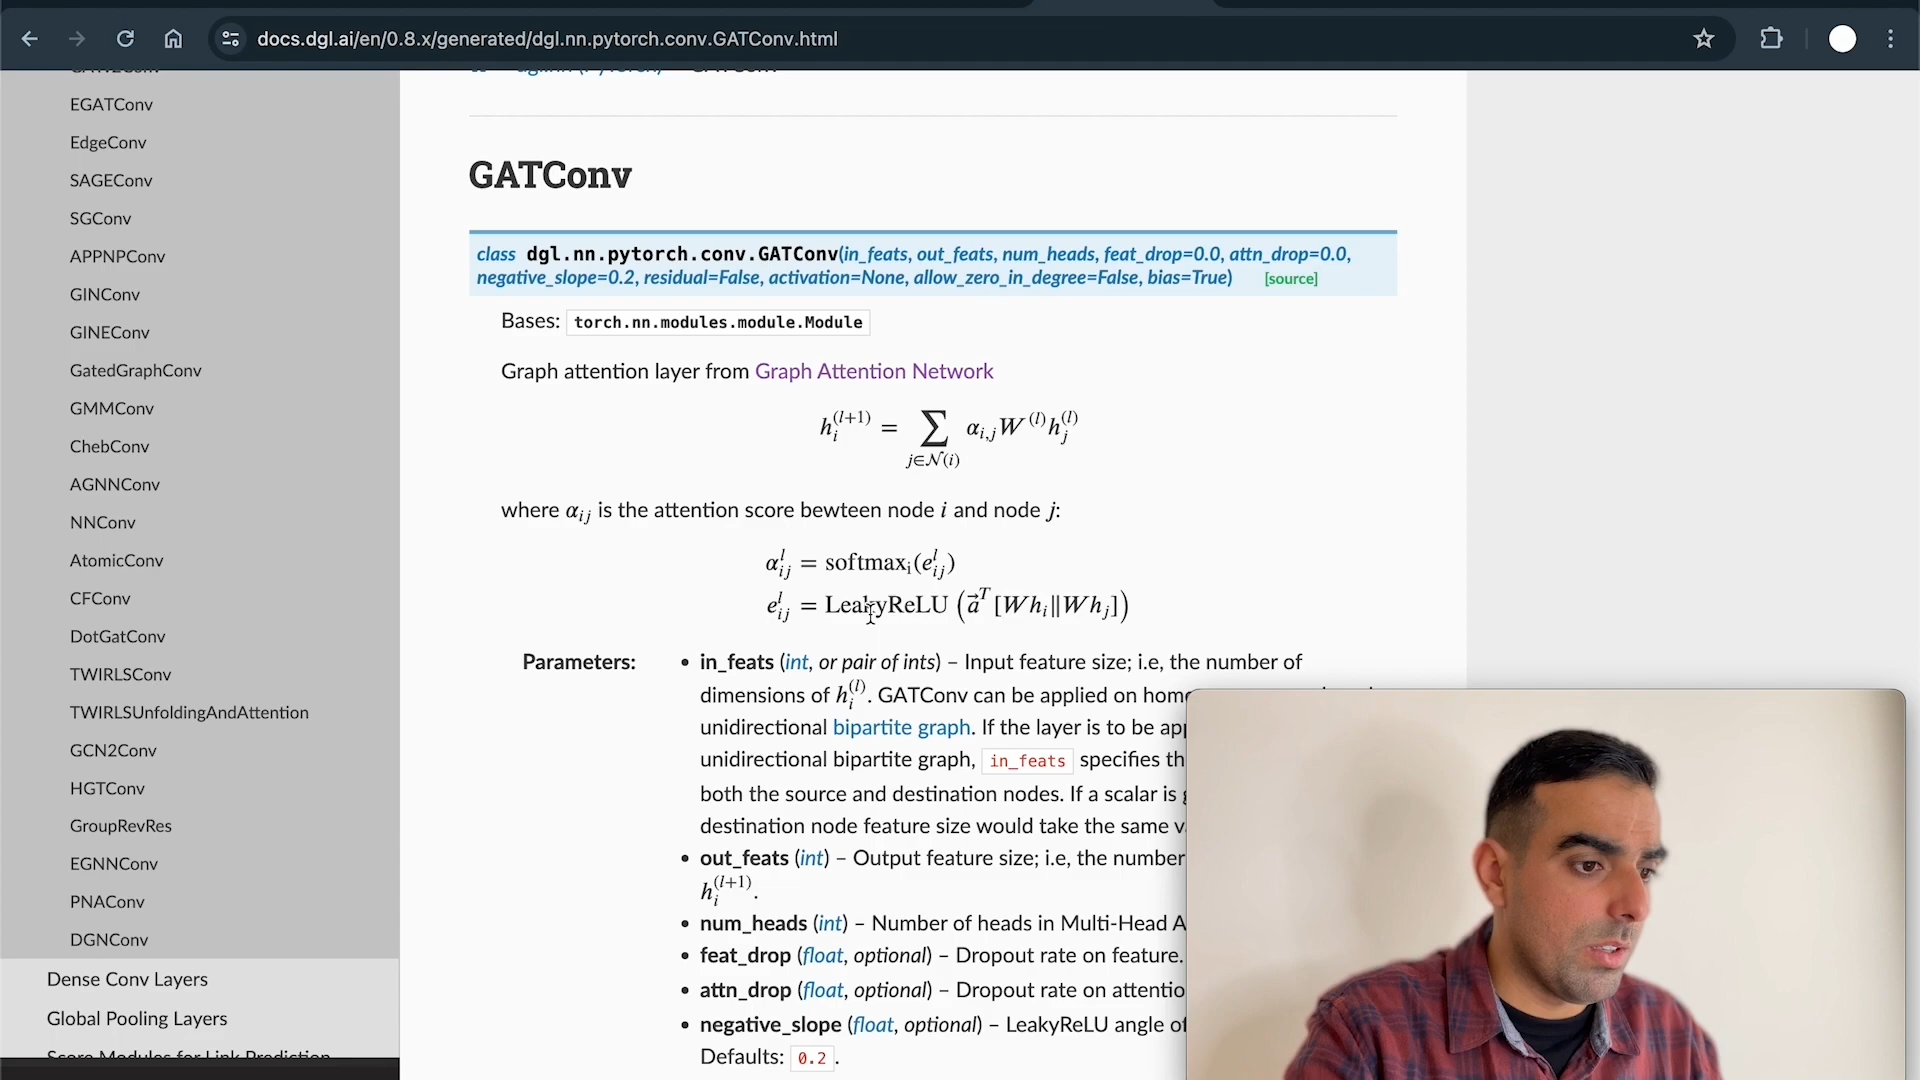 docs.dgl.ai/en/0.8.x/generated/dgl.nn.pytorch.conv.GATConv.html
EGATConv
EdgeConv
SAGEConv
SGConv
APPNPConv
GINConv
GINEConv
GatedGraphConv
GMMConv
ChebConv
AGNNConv
NNConv
AtomicConv
CFConv
DotGatConv
TWIRLSConv
TWIRLSUnfoldingAndAttention
GCN2Conv
HGTConv
GroupRevRes
EGNNConv
PNAConv
DGNConv
Dense Conv Layers
Global Pooling Layers
Score Modules for Link Prediction
GATConv
class dgl.nn.pytorch.conv.GATConv(in_feats, out_feats, num_heads, feat_drop=0.0, attn_drop=0.0,
negative_slope=0.2, residual=False, activation=None, allow_zero_in_degree=False, bias=True) [source]
Bases: torch.nn.modules.module.Module
Graph attention layer from Graph Attention Network
h_i^{(l+1)} = ∑_{j∈𝒩(i)} α_{i,j} W^{(l)} h_j^{(l)}
where α_{ij} is the attention score bewteen node i and node j:
α_{ij}^l = softmax_i(e_{ij}^l)
e_{ij}^l = LeakyReLU (a⃗^T [Wh_i‖Wh_j])
Parameters:
• in_feats (int, or pair of ints) – Input feature size; i.e, the number of
dimensions of h_i^{(l)}. GATConv can be applied on
unidirectional bipartite graph. If the layer is to be
unidirectional bipartite graph, in_feats specifies
both the source and destination nodes. If a scalar is
destination node feature size would take the same
• out_feats (int) – Output feature size; i.e, the number
h_i^{(l+1)}.
• num_heads (int) – Number of heads in Multi-Head
• feat_drop (float, optional) – Dropout rate on feature.
• attn_drop (float, optional) – Dropout rate on
• negative_slope (float, optional) – LeakyReLU angle
Defaults: 0.2.